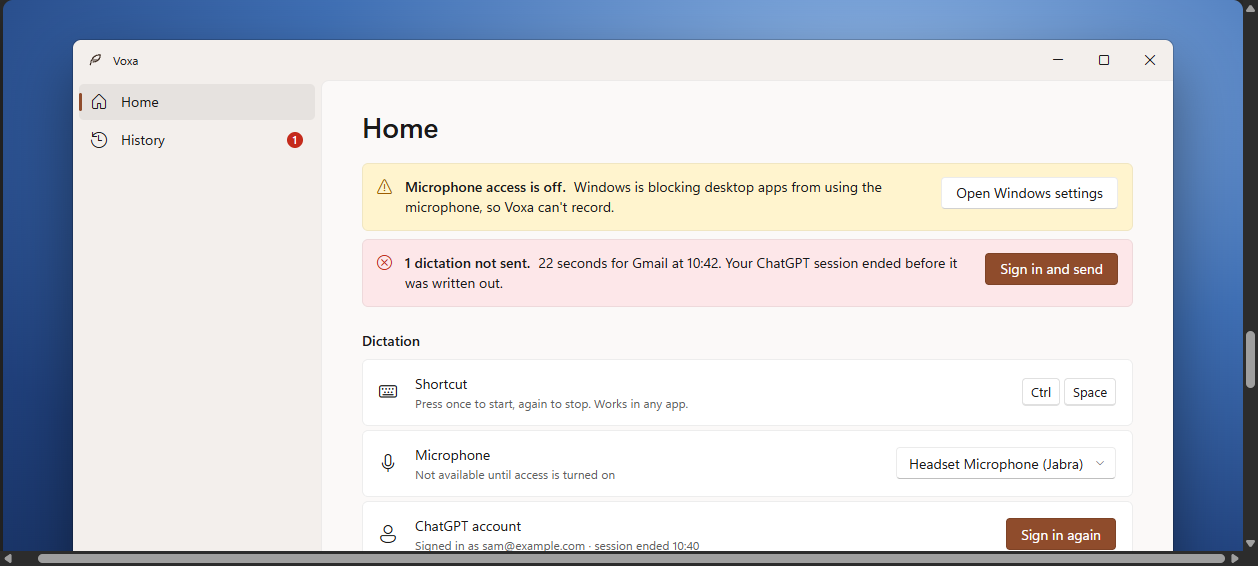 Voxa
Home
History
1
Home
Microphone access is off. Windows is blocking desktop apps from using the
microphone, so Voxa can't record.
Open Windows settings
1 dictation not sent. 22 seconds for Gmail at 10:42. Your ChatGPT session ended before it
was written out.
Sign in and send
Dictation
Shortcut
Press once to start, again to stop. Works in any app.
Ctrl
Space
Microphone
Not available until access is turned on
Headset Microphone (Jabra)
ChatGPT account
Signed in as sam@example.com · session ended 10:40
Sign in again